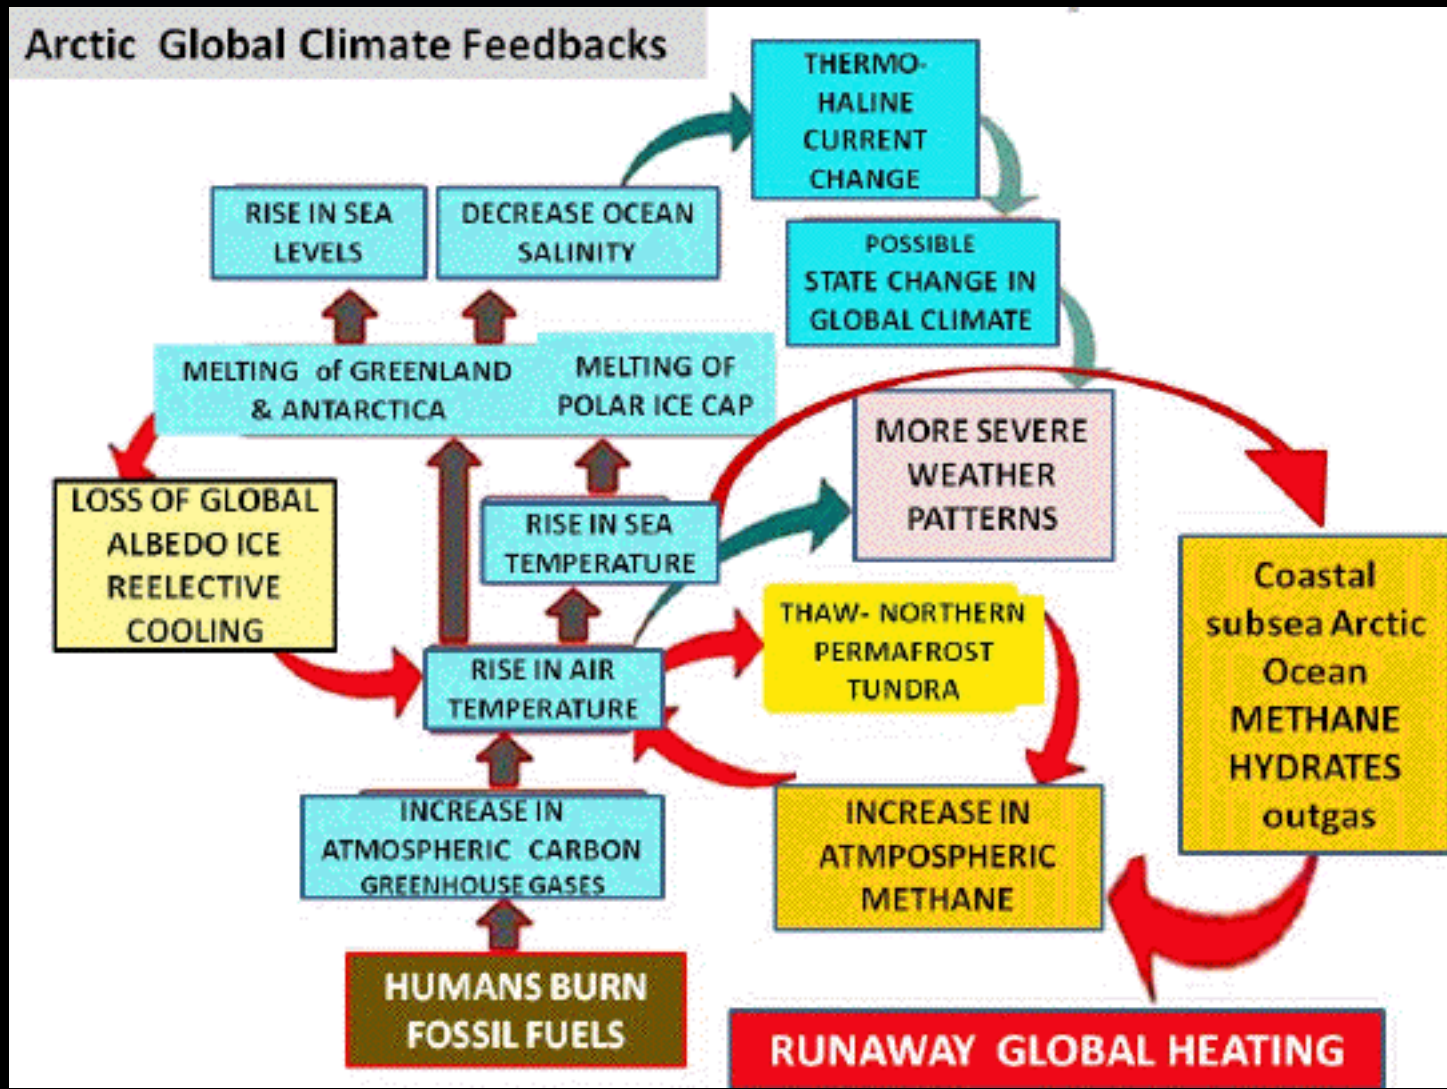 Arctic Global Climate Feedbacks
THERMO-
HALINE
CURRENT
CHANGE
RISE IN SEA
LEVELS
DECREASE OCEAN
SALINITY
POSSIBLE
STATE CHANGE IN
GLOBAL CLIMATE
MELTING of GREENLAND
& ANTARCTICA
MELTING OF
POLAR ICE CAP
MORE SEVERE
WEATHER
PATTERNS
LOSS OF GLOBAL
ALBEDO ICE
REELECTIVE
COOLING
RISE IN SEA
TEMPERATURE
Coastal
subsea Arctic
Ocean
METHANE
HYDRATES
outgas
THAW- NORTHERN
PERMAFROST
TUNDRA
RISE IN AIR
TEMPERATURE
INCREASE IN
ATMOSPHERIC CARBON
GREENHOUSE GASES
INCREASE IN
ATMPOSPHERIC
METHANE
HUMANS BURN
FOSSIL FUELS
RUNAWAY GLOBAL HEATING